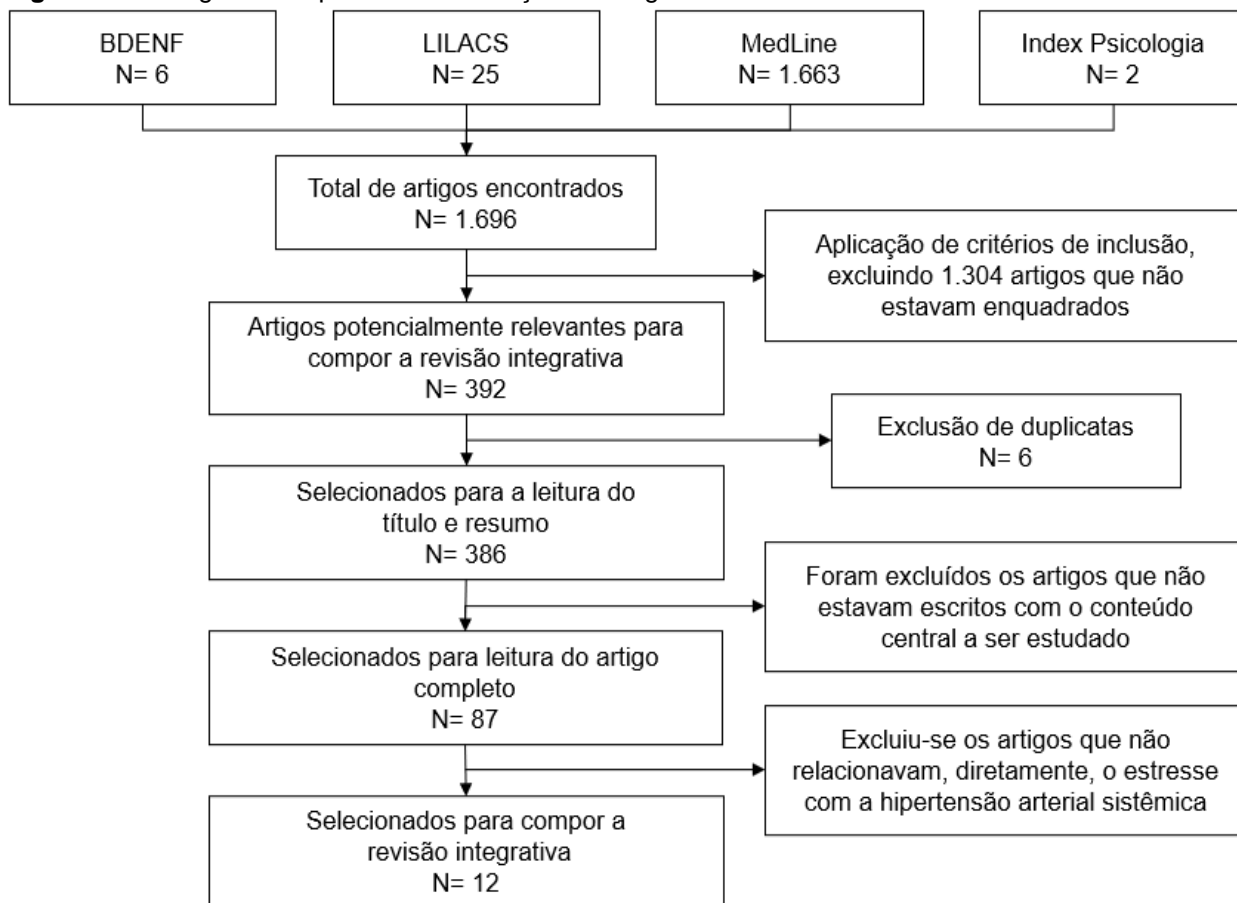 BDENF
N= 6
LILACS
N= 25
MedLine
N= 1.663
Index Psicologia
N= 2
Total de artigos encontrados
N= 1.696
Aplicação de critérios de inclusão,
excluindo 1.304 artigos que não
estavam enquadrados
Artigos potencialmente relevantes para
compor a revisão integrativa
N= 392
Exclusão de duplicatas
N= 6
Selecionados para a leitura do
título e resumo
N= 386
Foram excluídos os artigos que não
estavam escritos com o conteúdo
central a ser estudado
Selecionados para leitura do artigo
completo
N= 87
Excluiu-se os artigos que não
relacionavam, diretamente, o estresse
com a hipertensão arterial sistêmica
Selecionados para compor a
revisão integrativa
N= 12